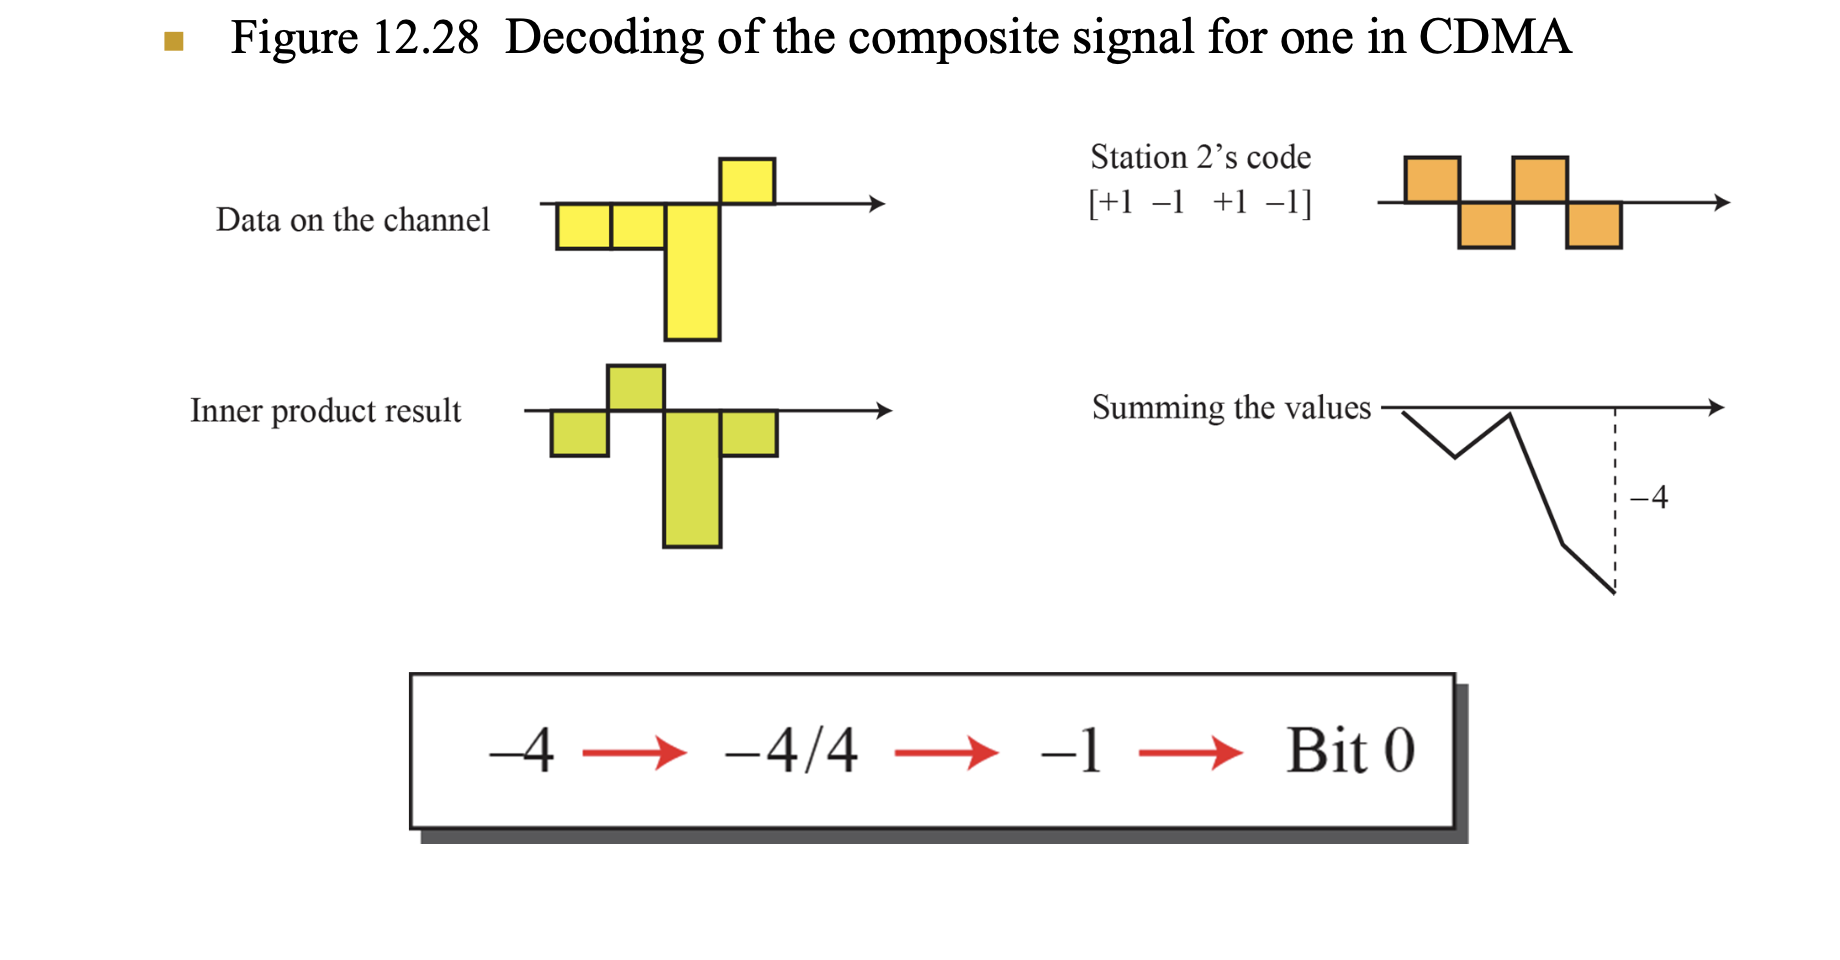 Figure 12.28 Decoding of the composite signal for one in CDMA
Data on the channel
Station 2’s code
[+1 –1 +1 –1]
Inner product result
Summing the values
–4
–4 → –4/4 → –1 → Bit 0